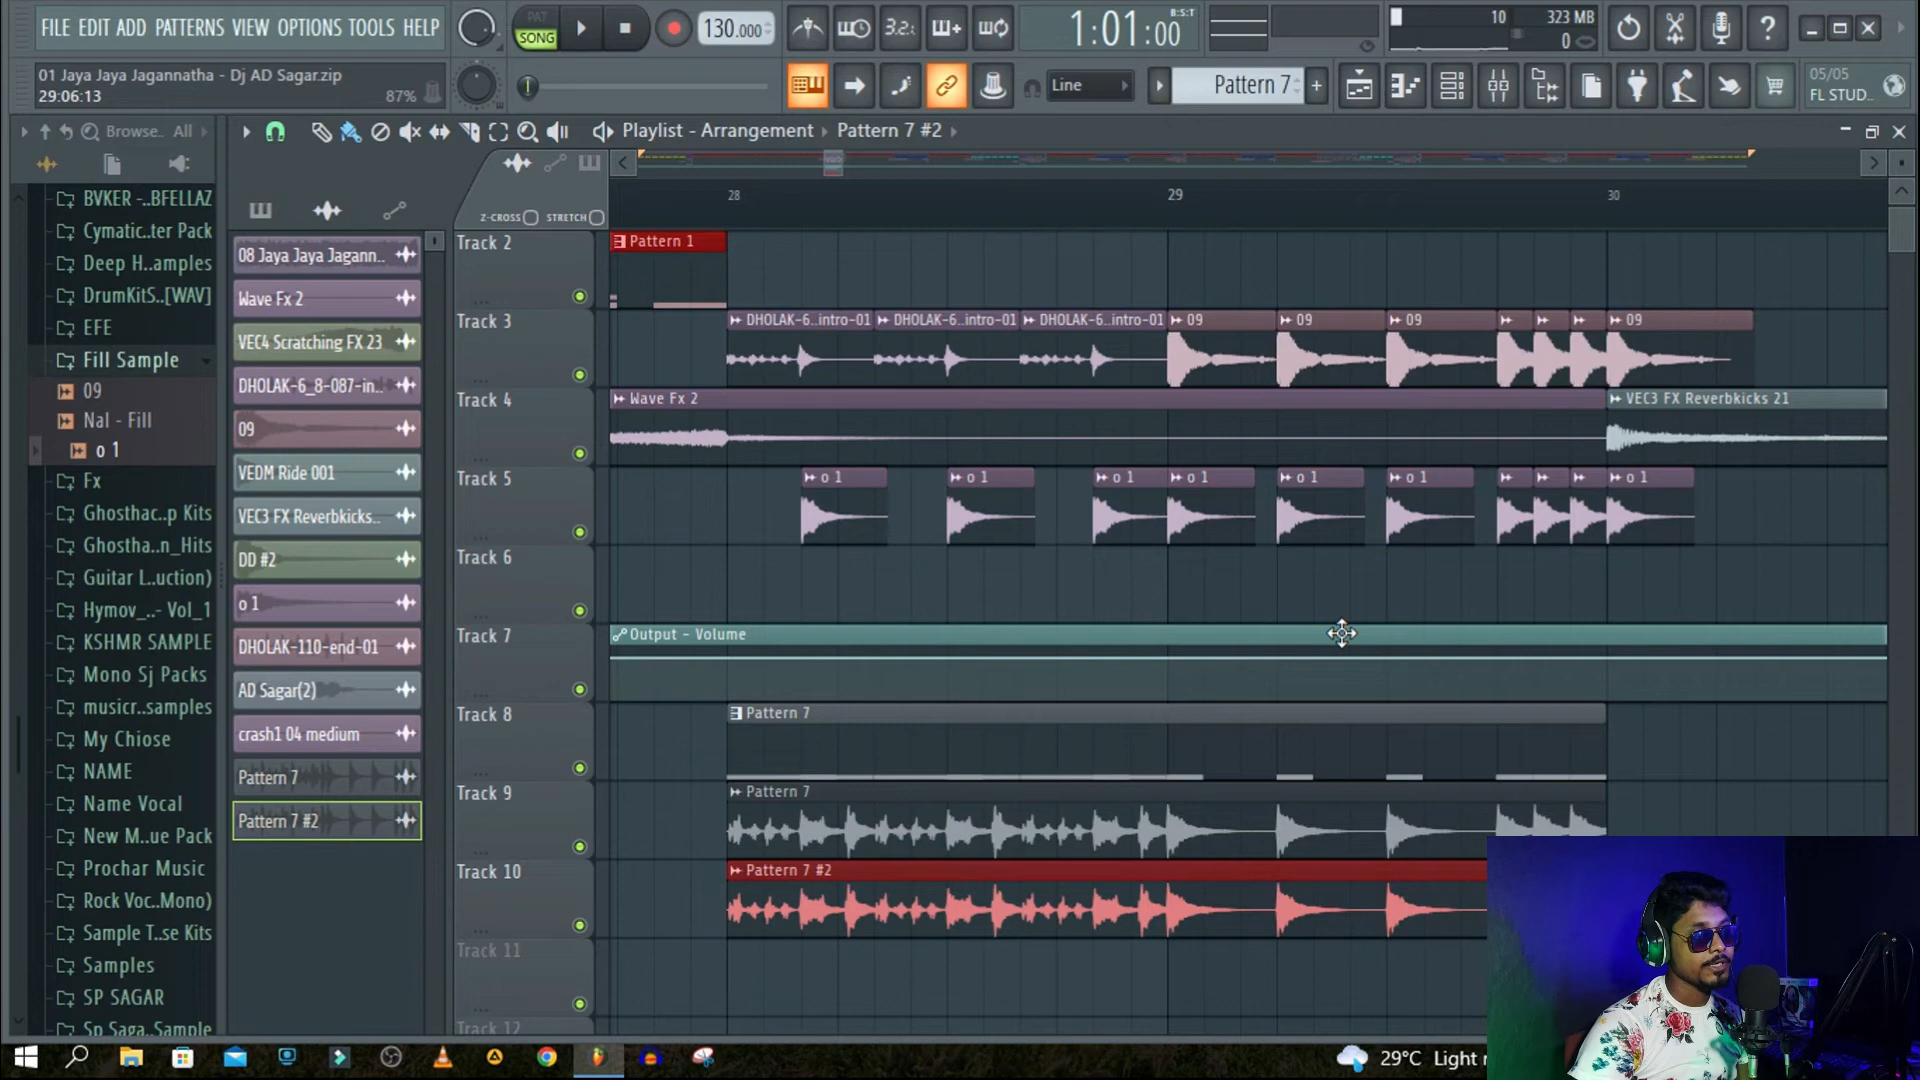 FILE EDIT ADD PATTERNS VIEW OPTIONS TOOLS HELP
PAT
SONG
130.000
3.2.
1:01:00
B:S:T
10
323 MB
0
01 Jaya Jaya Jagannatha - Dj AD Sagar.zip
29:06:13
87%
Line
Pattern 7
05/05
FL STUD..
Browse.. All
Playlist - Arrangement
Pattern 7 #2
BVKER -..BFELLAZ
Cymatic..ter Pack
Deep H..amples
DrumKitS..[WAV]
EFE
Fill Sample
09
Nal - Fill
o 1
Fx
Ghosthac..p Kits
Ghostha..n_Hits
Guitar L..uction)
Hymov_..- Vol_1
KSHMR SAMPLE
Mono Sj Packs
musicr..samples
My Chiose
NAME
Name Vocal
New M..ue Pack
Prochar Music
Rock Voc..Mono)
Sample T..se Kits
Samples
SP SAGAR
Sp Saga..Sample
08 Jaya Jaya Jagann..
Wave Fx 2
VEC4 Scratching FX 23
DHOLAK-6_8-087-in..
09
VEDM Ride 001
VEC3 FX Reverbkicks..
DD #2
o 1
DHOLAK-110-end-01
AD Sagar(2)
crash1 04 medium
Pattern 7
Pattern 7 #2
Z-CROSS
STRETCH
28
29
30
Track 2
Pattern 1
Track 3
DHOLAK-6..intro-01
DHOLAK-6..intro-01
DHOLAK-6..intro-01
09
09
09
09
Track 4
Wave Fx 2
VEC3 FX Reverbkicks 21
Track 5
o 1
o 1
o 1
o 1
o 1
o 1
o 1
Track 6
Track 7
Output - Volume
Track 8
Pattern 7
Track 9
Pattern 7
Track 10
Pattern 7 #2
Track 11
Track 12
29°C Light